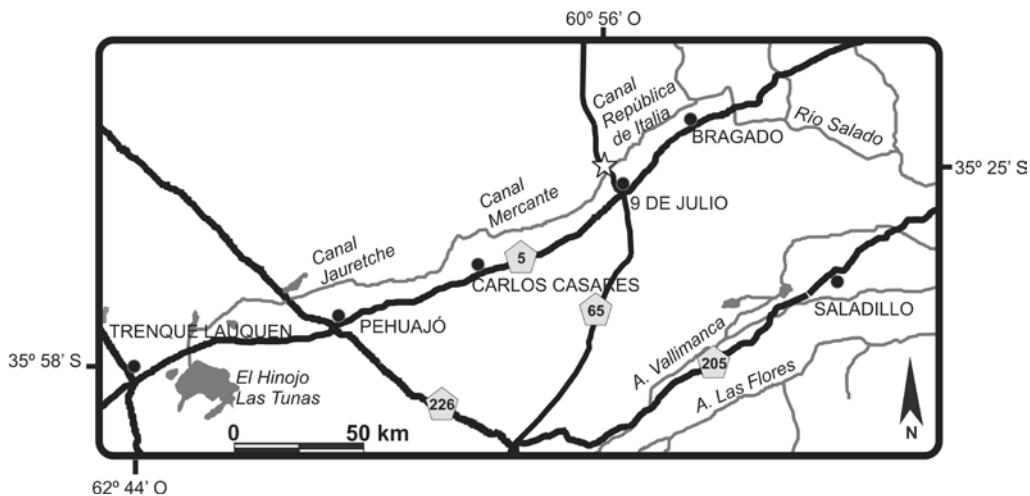 60º 56’ O
Canal
República
de Italia
BRAGADO
Río Salado
35º 25’ S
Canal
Mercante
9 DE JULIO
Canal
Jauretche
5
CARLOS CASARES
SALADILLO
TRENQUE LAUQUEN
PEHUAJÓ
65
A. Vallimanca
35º 58’ S
205
El Hinojo
Las Tunas
A. Las Flores
226
0 50 km
N
62º 44’ O